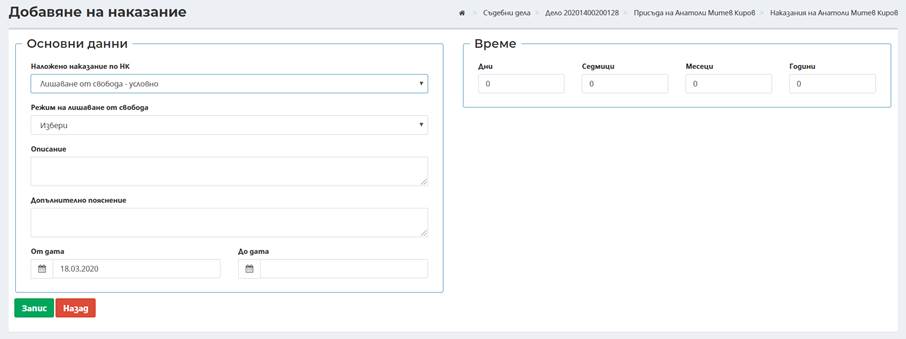 Добавяне на наказание
Съдебни дела > Дело 20201400200128 > Присъда на Анатоли Митев Киров > Наказания на Анатоли Митев Киров
Основни данни
Наложено наказание по НК
Лишаване от свобода - условно
Режим на лишаване от свобода
Избери
Описание
Допълнително пояснение
От дата
До дата
18.03.2020
Запис
Назад
Време
Дни
Седмици
Месеци
Години
0
0
0
0